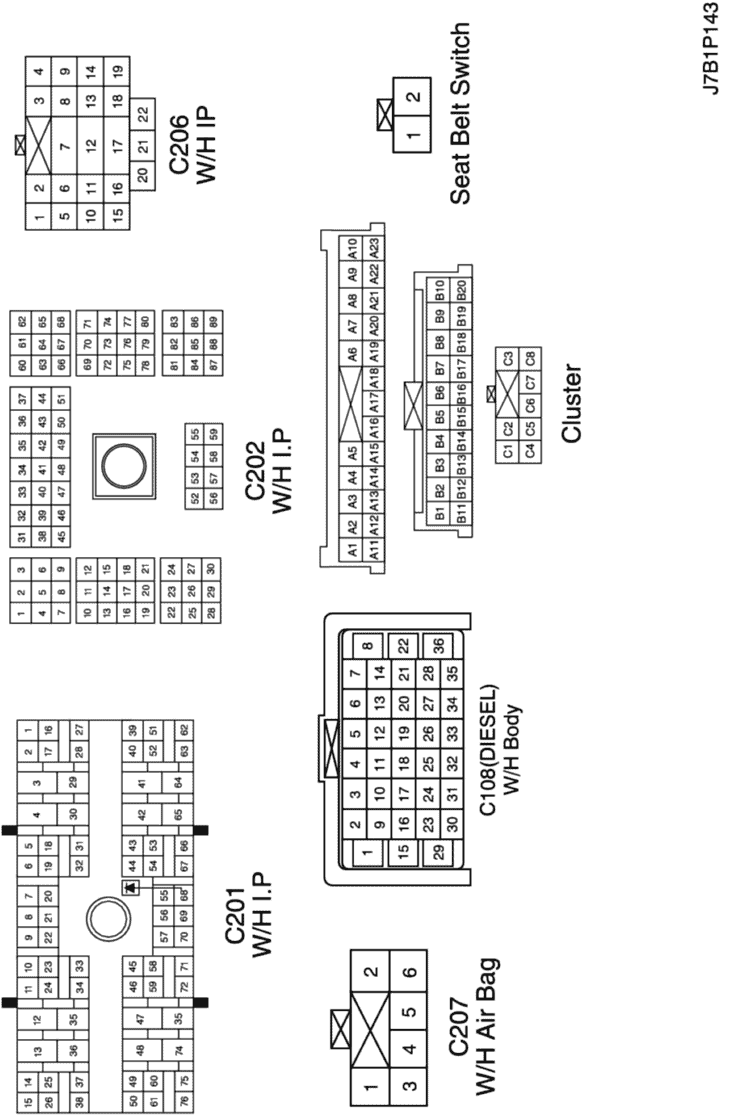 15 14 13 12 11 10 9 8 7 6 5 4 3 2 1
26 25 24 23 22 21 20 19 18 17 16
38 37 36 35 34 33 32 31 30 29 28 27
50 49 48 47 46 45 44 43 42 41 40 39
61 60 59 58 54 53 52 51
57 56 55
76 75 74 35 72 71 70 69 68 67 66 65 64 63 62
C201
W/H I.P
1 2 3
4 5 6
7 8 9
10 11 12
13 14 15
16 17 18
19 20 21
22 23 24
25 26 27
28 29 30
31 32 33 34 35 36 37
38 39 40 41 42 43 44
45 46 47 48 49 50 51
52 53 54 55
56 57 58 59
60 61 62
63 64 65
66 67 68
69 70 71
72 73 74
75 76 77
78 79 80
81 82 83
84 85 86
87 88 89
C202
W/H I.P
1 2 3 4
5 6 7 8 9
10 11 12 13 14
15 16 17 18 19
20 21 22
C206
W/H IP
1 2
3 4 5 6
C207
W/H Air Bag
1 2 3 4 5 6 7 8
9 10 11 12 13 14
15 16 17 18 19 20 21 22
23 24 25 26 27 28
29 30 31 32 33 34 35 36
C108(DIESEL)
W/H Body
A1 A2 A3 A4 A5 A6 A7 A8 A9 A10
A11 A12 A13 A14 A15 A16 A17 A18 A19 A20 A21 A22 A23
B1 B2 B3 B4 B5 B6 B7 B8 B9 B10
B11 B12 B13 B14 B15 B16 B17 B18 B19 B20
C1 C2 C3
C4 C5 C6 C7 C8
Cluster
1 2
Seat Belt Switch
J7B1P143